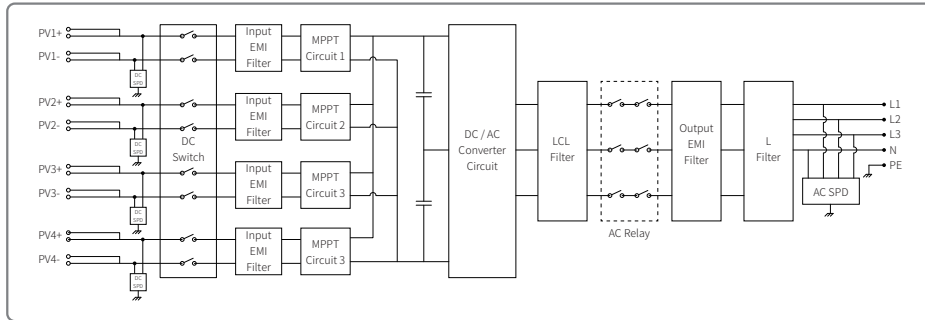 PV1+
PV1-
DC
SPD
PV2+
PV2-
DC
SPD
PV3+
PV3-
DC
SPD
PV4+
PV4-
DC
SPD
DC
Switch
Input
EMI
Filter
Input
EMI
Filter
Input
EMI
Filter
Input
EMI
Filter
MPPT
Circuit 1
MPPT
Circuit 2
MPPT
Circuit 3
MPPT
Circuit 3
DC / AC
Converter
Circuit
LCL
Filter
AC Relay
Output
EMI
Filter
L
Filter
L1
L2
L3
N
PE
AC SPD